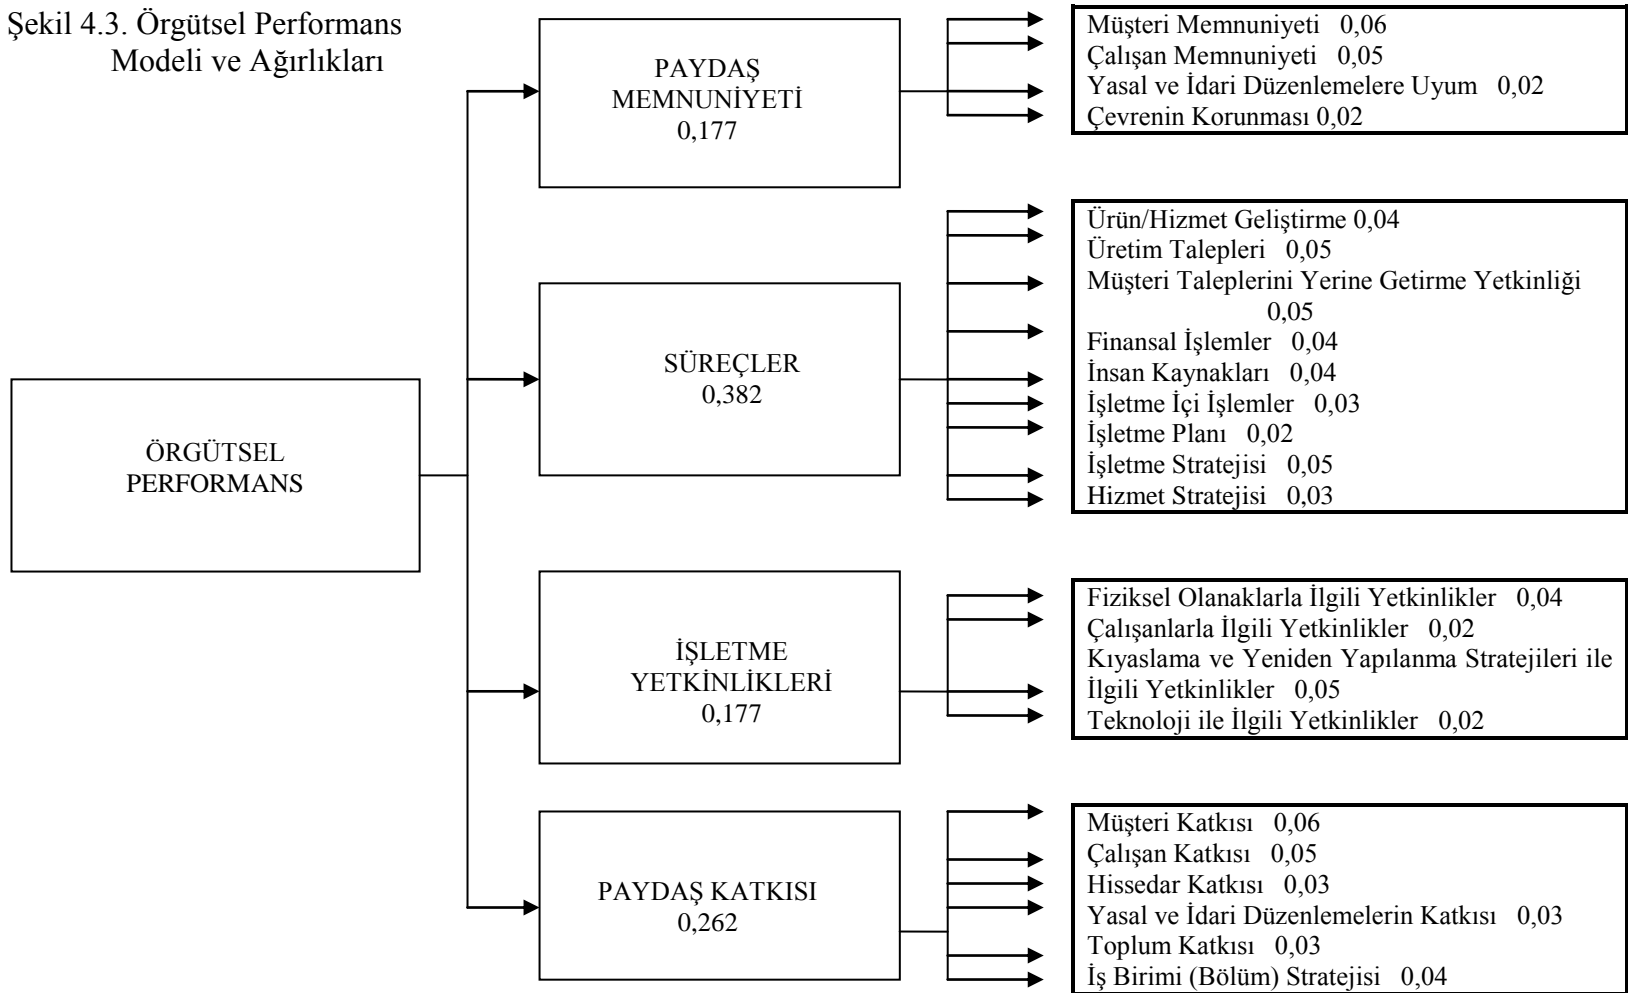 Şekil 4.3. Örgütsel Performans
Modeli ve Ağırlıkları
ÖRGÜTSEL
PERFORMANS
PAYDAŞ
MEMNUNİYETİ
0,177
Müşteri Memnuniyeti 0,06
Çalışan Memnuniyeti 0,05
Yasal ve İdari Düzenlemelere Uyum 0,02
Çevrenin Korunması 0,02
SÜREÇLER
0,382
Ürün/Hizmet Geliştirme 0,04
Üretim Talepleri 0,05
Müşteri Taleplerini Yerine Getirme Yetkinliği
0,05
Finansal İşlemler 0,04
İnsan Kaynakları 0,04
İşletme İçi İşlemler 0,03
İşletme Planı 0,02
İşletme Stratejisi 0,05
Hizmet Stratejisi 0,03
İŞLETME
YETKİNLİKLERİ
0,177
Fiziksel Olanaklarla İlgili Yetkinlikler 0,04
Çalışanlarla İlgili Yetkinlikler 0,02
Kıyaslama ve Yeniden Yapılanma Stratejileri ile
İlgili Yetkinlikler 0,05
Teknoloji ile İlgili Yetkinlikler 0,02
PAYDAŞ KATKISI
0,262
Müşteri Katkısı 0,06
Çalışan Katkısı 0,05
Hissedar Katkısı 0,03
Yasal ve İdari Düzenlemelerin Katkısı 0,03
Toplum Katkısı 0,03
İş Birimi (Bölüm) Stratejisi 0,04